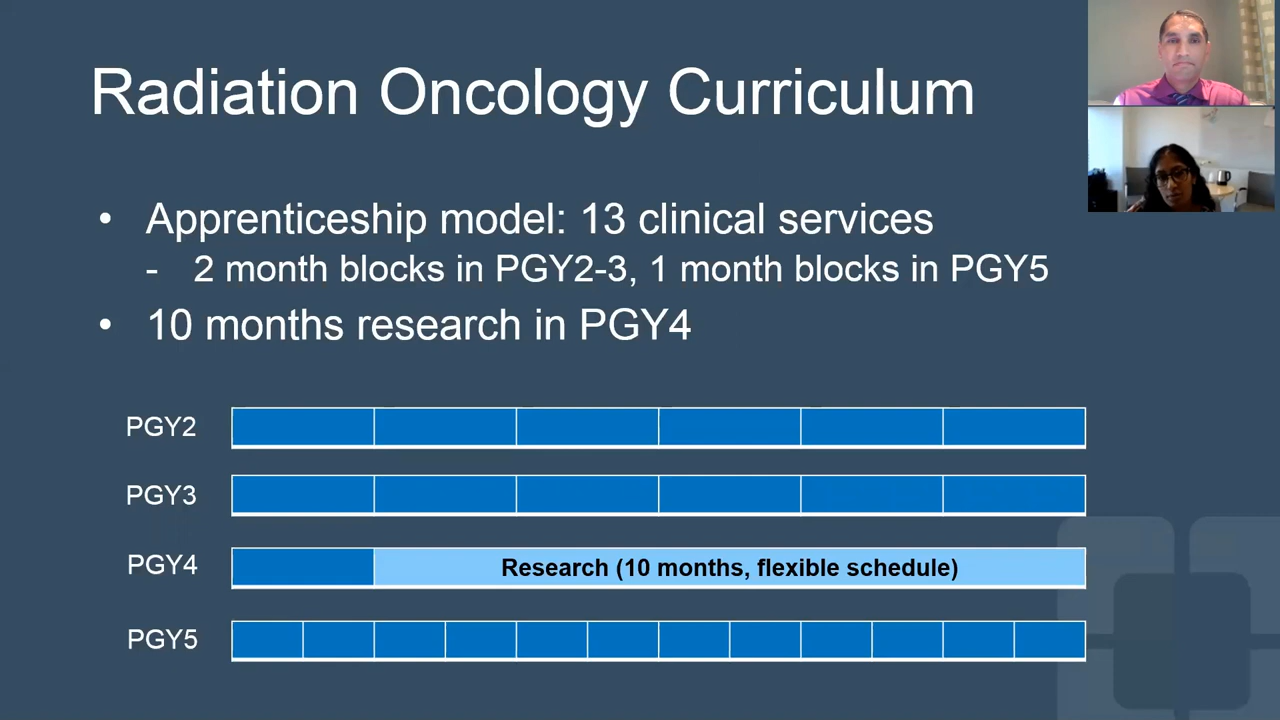 Radiation Oncology Curriculum
• Apprenticeship model: 13 clinical services
- 2 month blocks in PGY2-3, 1 month blocks in PGY5
• 10 months research in PGY4
PGY2
PGY3
PGY4 Research (10 months, flexible schedule)
PGY5